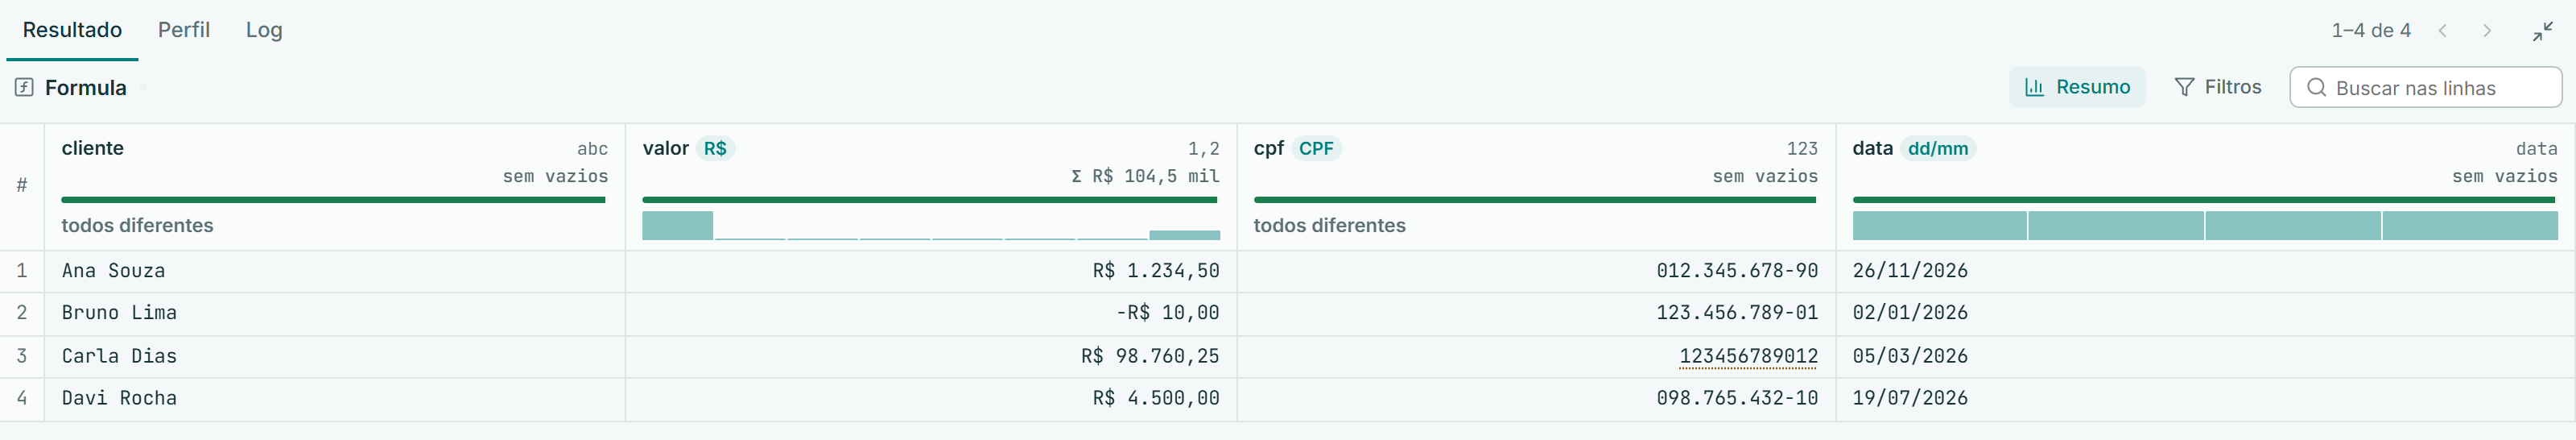 Resultado Perfil Log 1–4 de 4
Formula Resumo Filtros Buscar nas linhas
# cliente abc valor R$ 1,2 cpf CPF 123 data dd/mm data
sem vazios Σ R$ 104,5 mil sem vazios sem vazios
todos diferentes todos diferentes
1 Ana Souza R$ 1.234,50 012.345.678-90 26/11/2026
2 Bruno Lima -R$ 10,00 123.456.789-01 02/01/2026
3 Carla Dias R$ 98.760,25 123456789012 05/03/2026
4 Davi Rocha R$ 4.500,00 098.765.432-10 19/07/2026